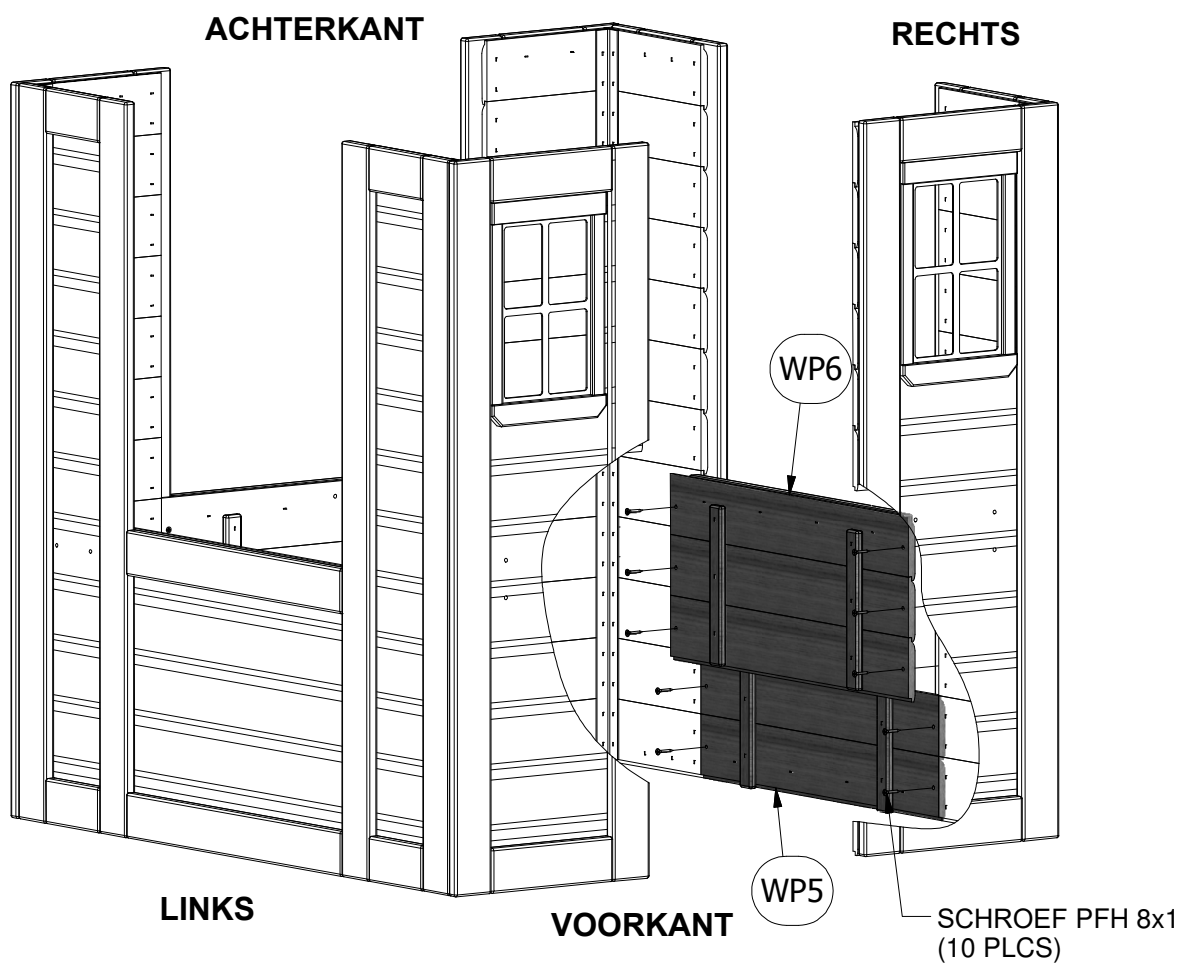 ACHTERKANT
RECHTS
WP6
WP5
LINKS
VOORKANT
SCHROEF PFH 8x1
(10 PLCS)